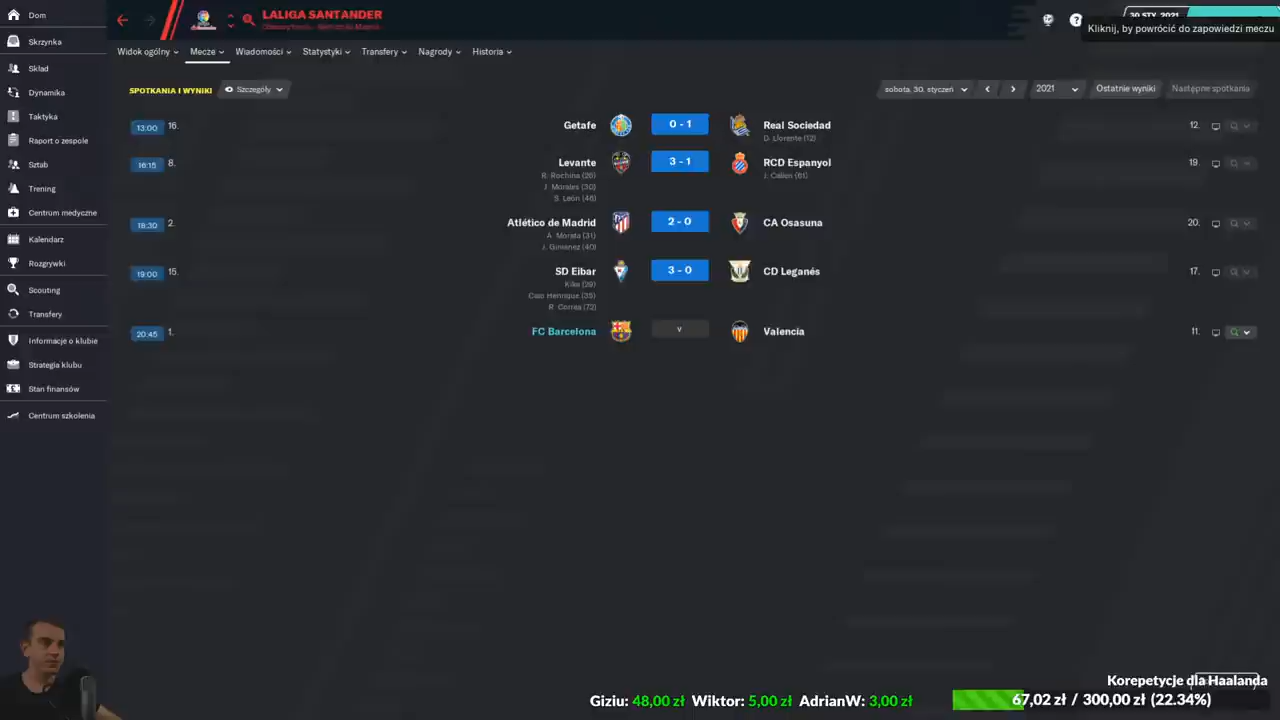 Dom
Skrzynka
Skład
Dynamika
Taktyka
Raport o zespole
Sztab
Trening
Centrum medyczne
Kalendarz
Rozgrywki
Scouting
Transfery
Informacje o klubie
Strategia klubu
Stan finansów
Centrum szkolenia
LALIGA SANTANDER
30 STY. 2021
Kliknij, by powrócić do zapowiedzi meczu
Widok ogólny Mecze Wiadomości Statystyki Transfery Nagrody Historia
SPOTKANIA I WYNIKI Szczegóły sobota, 30. styczeń 2021 Ostatnie wyniki Następne spotkania
13:00 16. Getafe 0 - 1 Real Sociedad 12.
D. Llorente (12)
16:15 8. Levante 3 - 1 RCD Espanyol 19.
R. Rochina (26) J. Calleri (61)
J. Morales (30)
S. León (46)
18:30 2. Atlético de Madrid 2 - 0 CA Osasuna 20.
A. Morata (31)
J. Giménez (40)
19:00 15. SD Eibar 3 - 0 CD Leganés 17.
Kike (29)
Caio Henrique (35)
R. Correa (72)
20:45 1. FC Barcelona v Valencia 11.
Korepetycje dla Haalanda
Giziu: 48,00 zł Wiktor: 5,00 zł AdrianW: 3,00 zł 67,02 zł / 300,00 zł (22.34%)